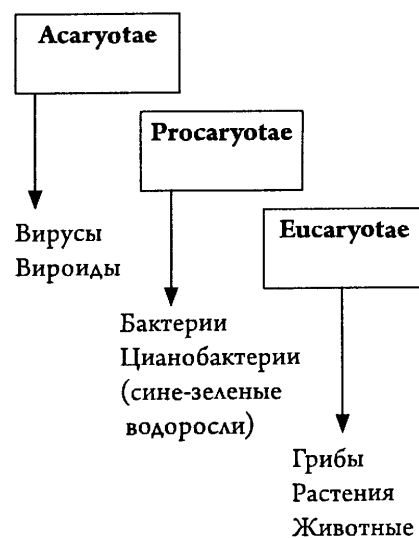 Acaryotae
Procaryotae
Вирусы
Вироиды
Eucaryotae
Бактерии
Цианобактерии
(сине-зеленые
водоросли)
Грибы
Растения
Животные